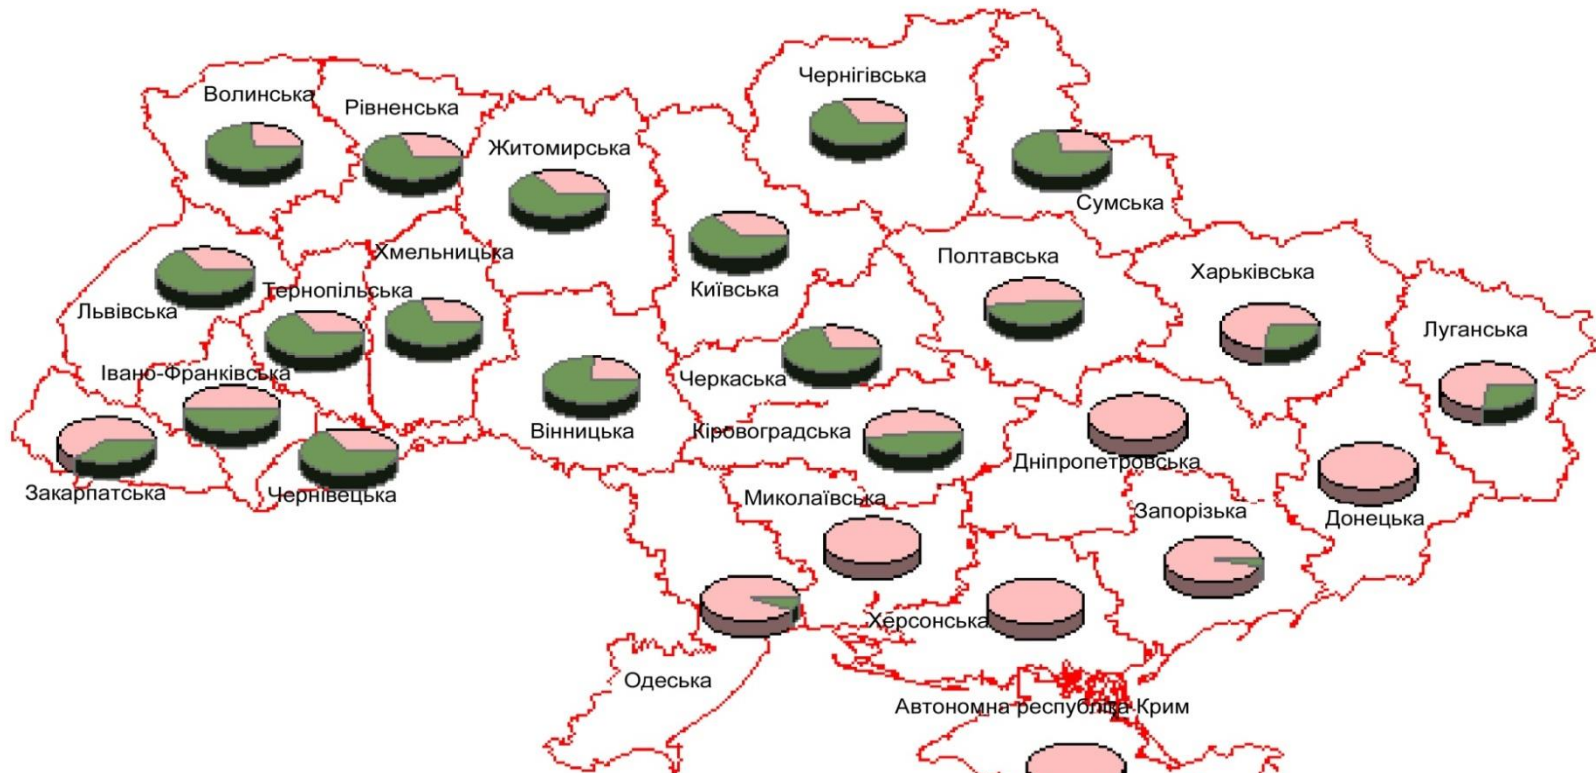 Чернігівська
Волинська
Рівненська
Житомирська
Сумська
Хмельницька
Полтавська
Харьківська
Тернопільська
Київська
Львівська
Луганська
Івано-Франківська
Черкаська
Вінницька
Кіровоградська
Дніпропетровська
Закарпатська
Чернівецька
Миколаївська
Запорізька
Донецька
Херсонська
Одеська
Автономна республіка Крим